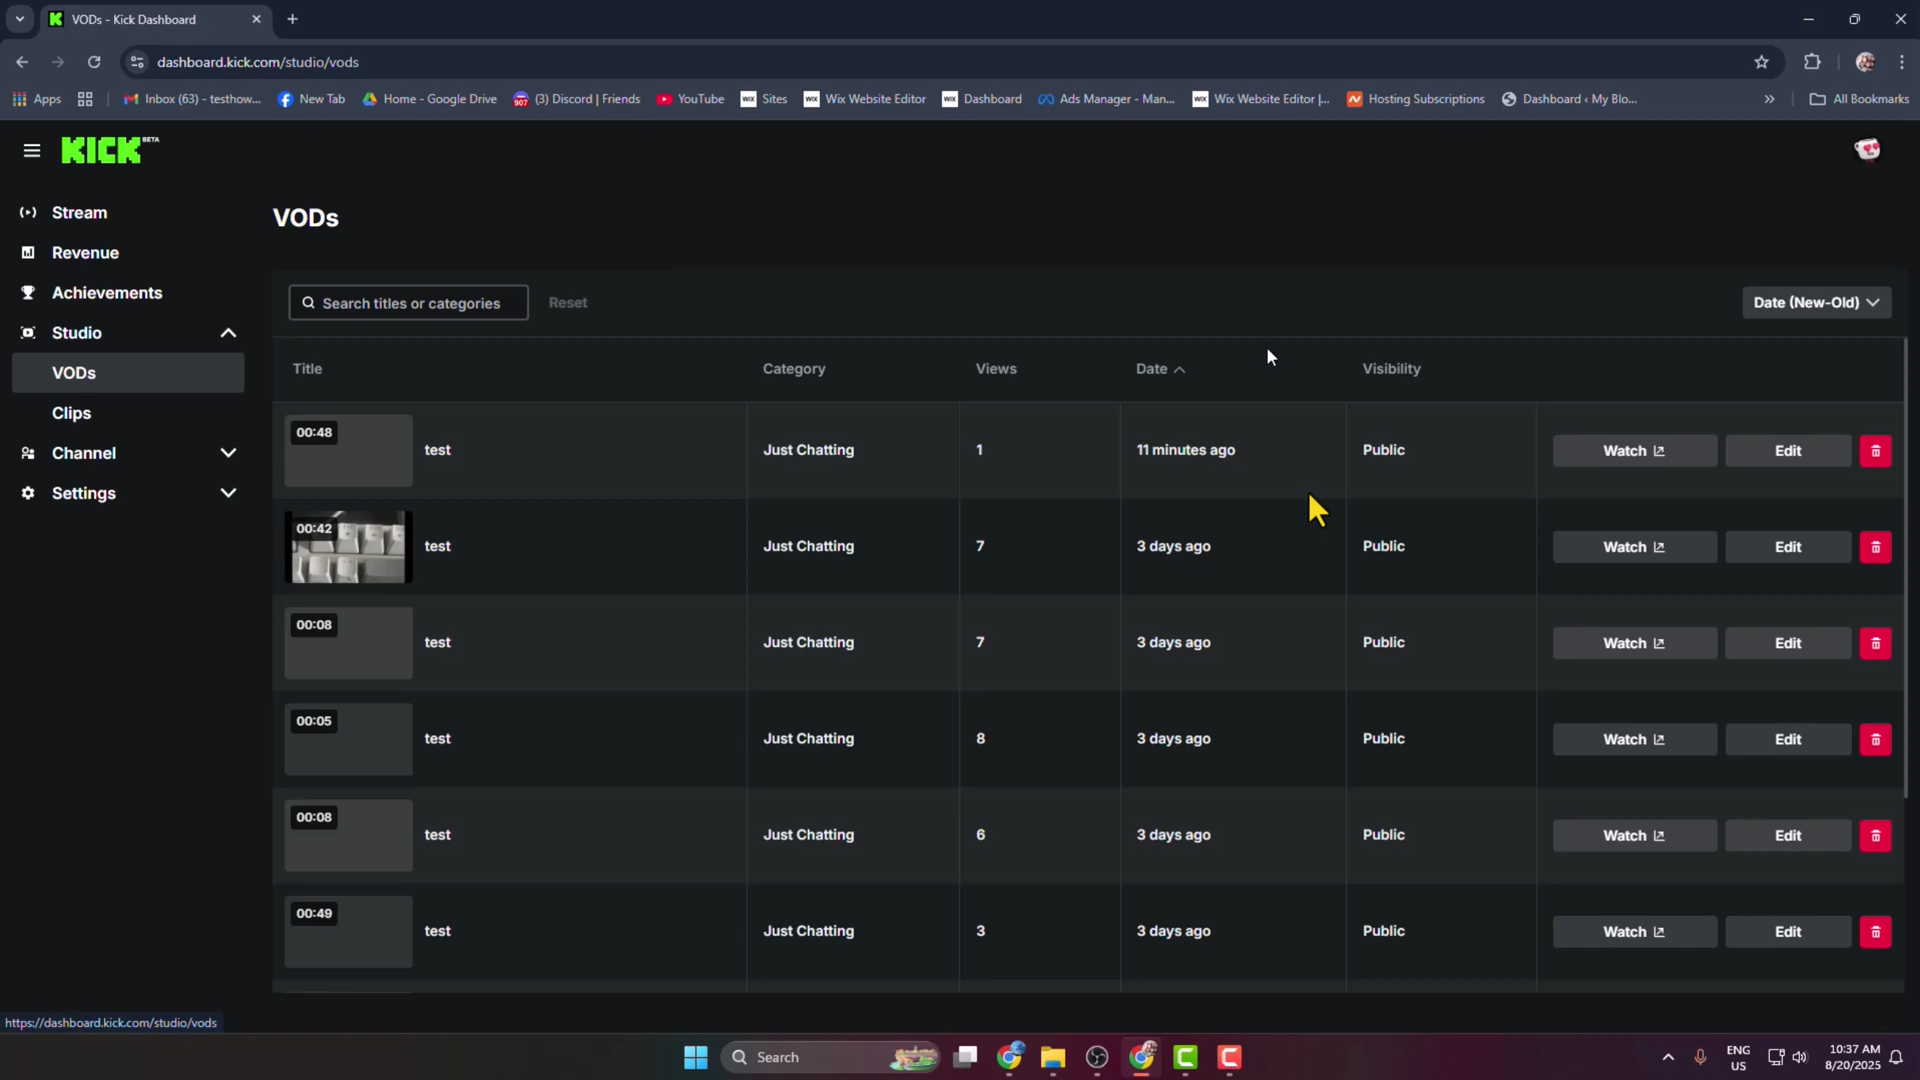 VODs - Kick Dashboard
dashboard.kick.com/studio/vods
Apps
Inbox (63) - testhow...
New Tab
Home - Google Drive
907
(3) Discord | Friends
YouTube
WIX
Sites
WIX
Wix Website Editor
WIX
Dashboard
Ads Manager - Man...
WIX
Wix Website Editor |...
Hosting Subscriptions
Dashboard ‹ My Blo...
All Bookmarks
KICK BETA
Stream
Revenue
Achievements
Studio
VODs
Clips
Channel
Settings
VODs
Search titles or categories
Reset
Date (New-Old)
Title Category Views Date Visibility
00:48 test Just Chatting 1 11 minutes ago Public Watch Edit
00:42 test Just Chatting 7 3 days ago Public Watch Edit
00:08 test Just Chatting 7 3 days ago Public Watch Edit
00:05 test Just Chatting 8 3 days ago Public Watch Edit
00:08 test Just Chatting 6 3 days ago Public Watch Edit
00:49 test Just Chatting 3 3 days ago Public Watch Edit
https://dashboard.kick.com/studio/vods
Search
ENG
US
10:37 AM
8/20/2025